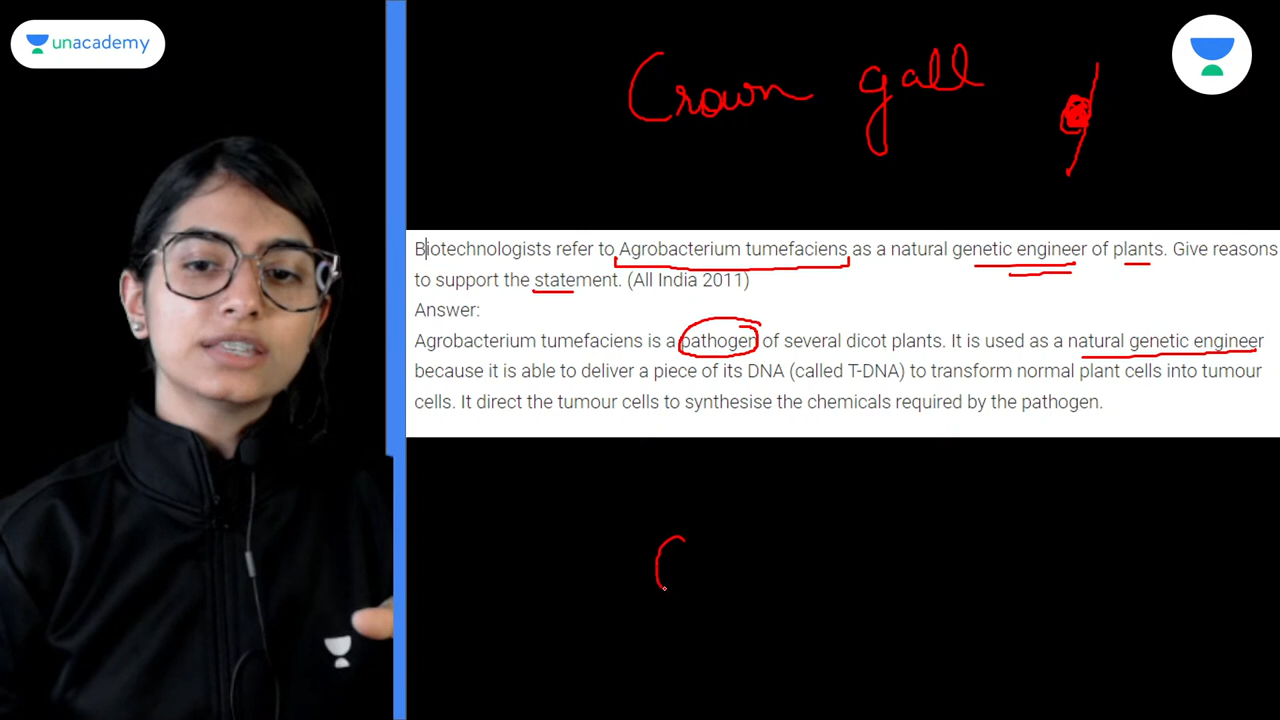 unacademy
Crown gall
Biotechnologists refer to Agrobacterium tumefaciens as a natural genetic engineer of plants. Give reasons
to support the statement. (All India 2011)
Answer:
Agrobacterium tumefaciens is a pathogen of several dicot plants. It is used as a natural genetic engineer
because it is able to deliver a piece of its DNA (called T-DNA) to transform normal plant cells into tumour
cells. It direct the tumour cells to synthesise the chemicals required by the pathogen.